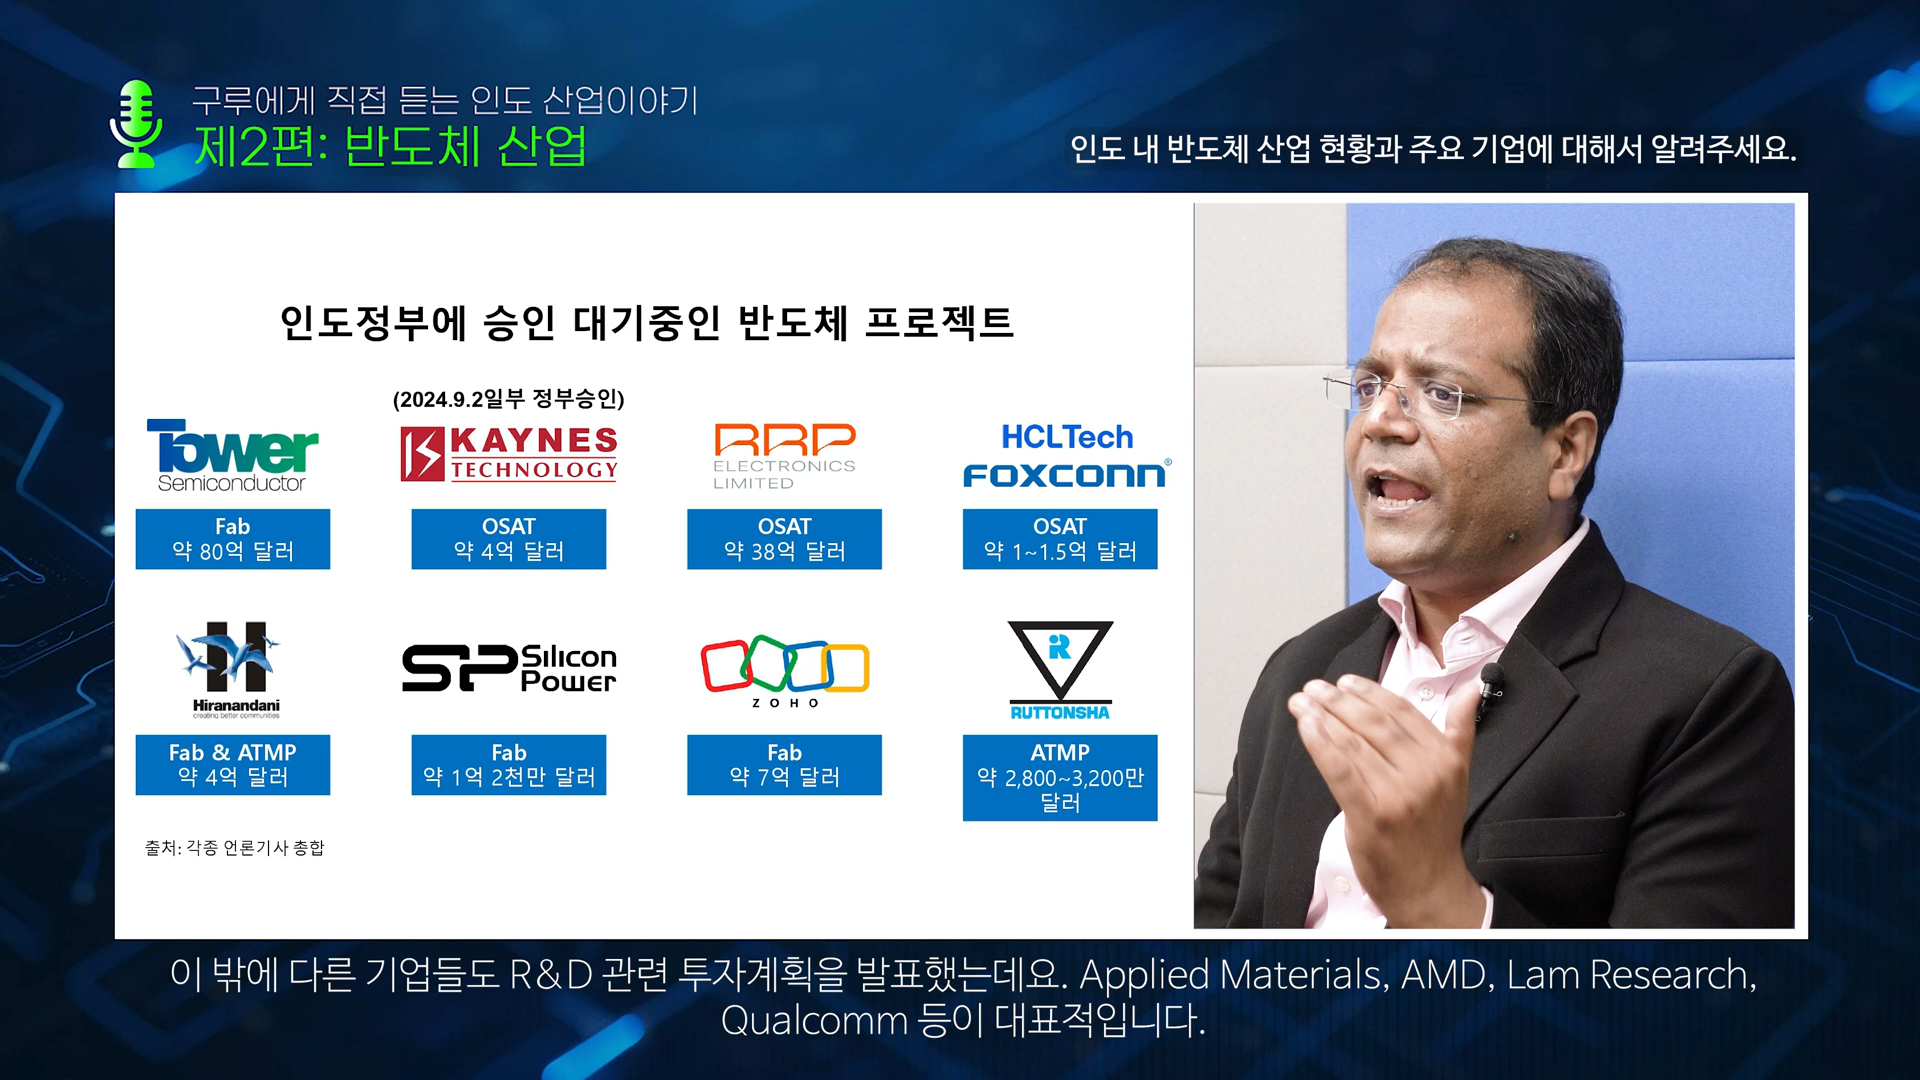 구루에게 직접 듣는 인도 산업이야기
제2편: 반도체 산업
인도 내 반도체 산업 현황과 주요 기업에 대해서 알려주세요.
인도정부에 승인 대기중인 반도체 프로젝트
(2024.9.2일부 정부승인)
Tower
Semiconductor
Fab
약 80억 달러
KAYNES
TECHNOLOGY
OSAT
약 4억 달러
RRP
ELECTRONICS
LIMITED
OSAT
약 38억 달러
HCLTech
FOXCONN®
OSAT
약 1~1.5억 달러
H
Hiranandani
creating better communities
Fab & ATMP
약 4억 달러
SP Silicon
Power
Fab
약 1억 2천만 달러
ZOHO
Fab
약 7억 달러
iR
RUTTONSHA
ATMP
약 2,800~3,200만
달러
출처: 각종 언론기사 총합
이 밖에 다른 기업들도 R&D 관련 투자계획을 발표했는데요. Applied Materials, AMD, Lam Research,
Qualcomm 등이 대표적입니다.